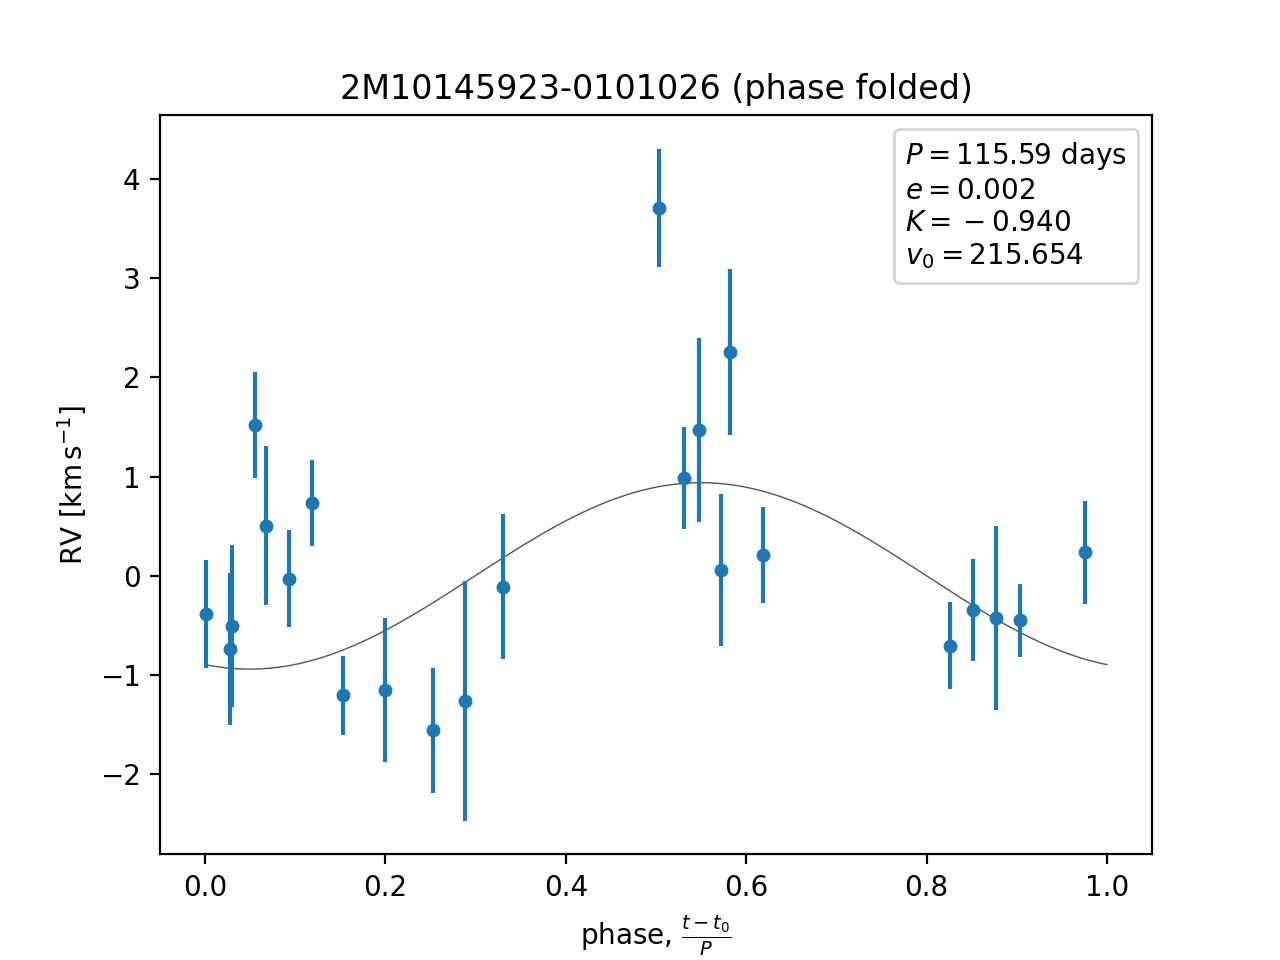 2M10145923-0101026 (phase folded)
P = 115.59 days
e = 0.002
K = −0.940
v₀ = 215.654
RV [km s⁻¹]
4
3
2
1
0
−1
−2
0.0 0.2 0.4 0.6 0.8 1.0
phase, (t − t₀)/P